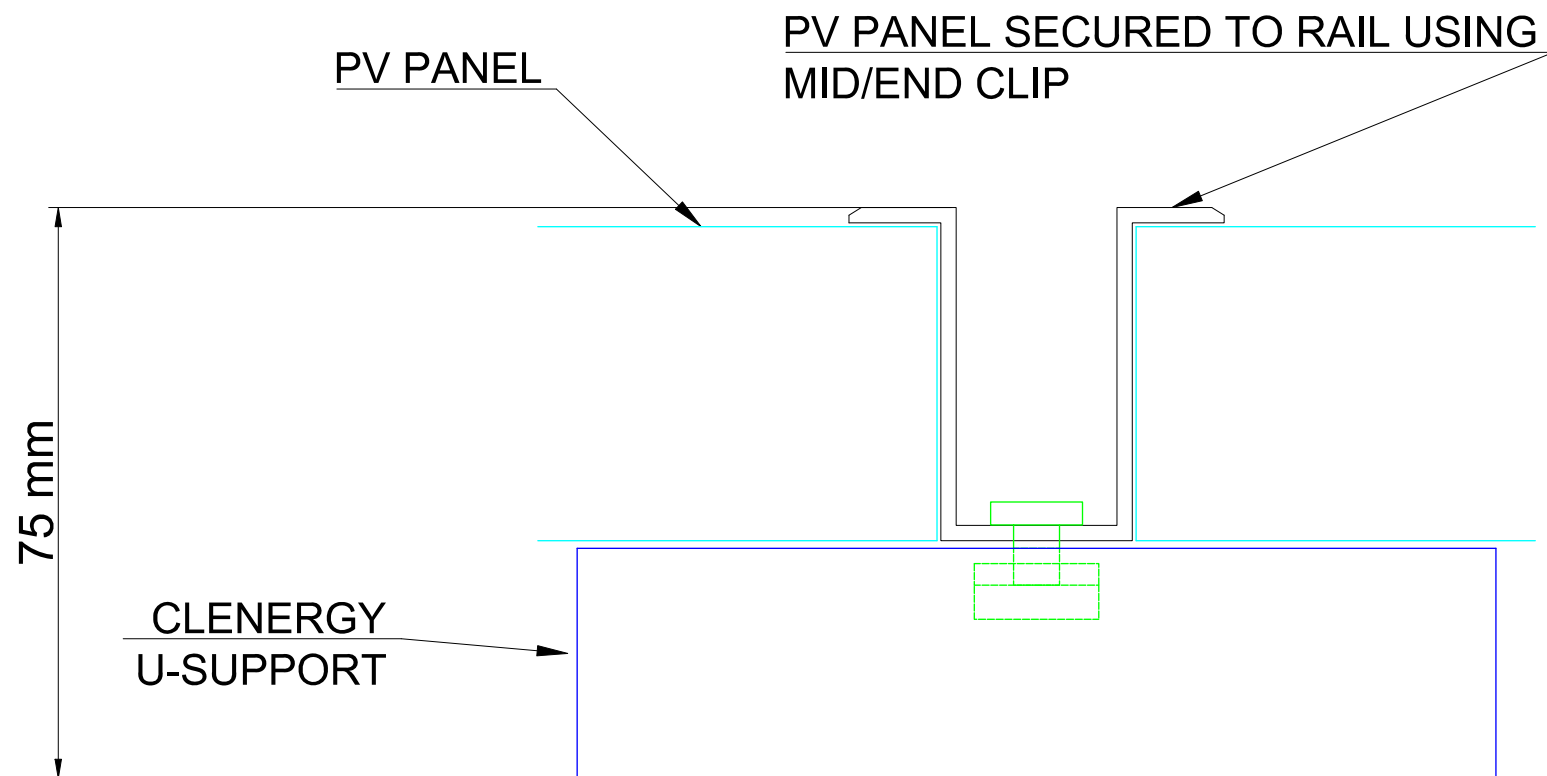 PV PANEL SECURED TO RAIL USING
MID/END CLIP
PV PANEL
75 mm
CLENERGY
U-SUPPORT